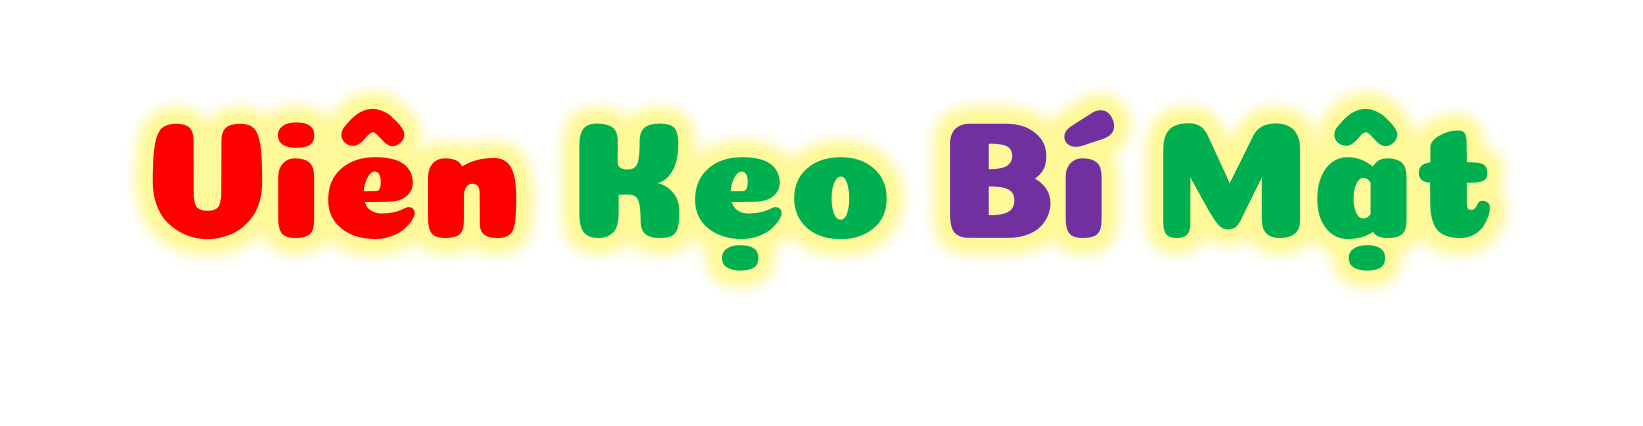 Viên Kẹo Bí Mật